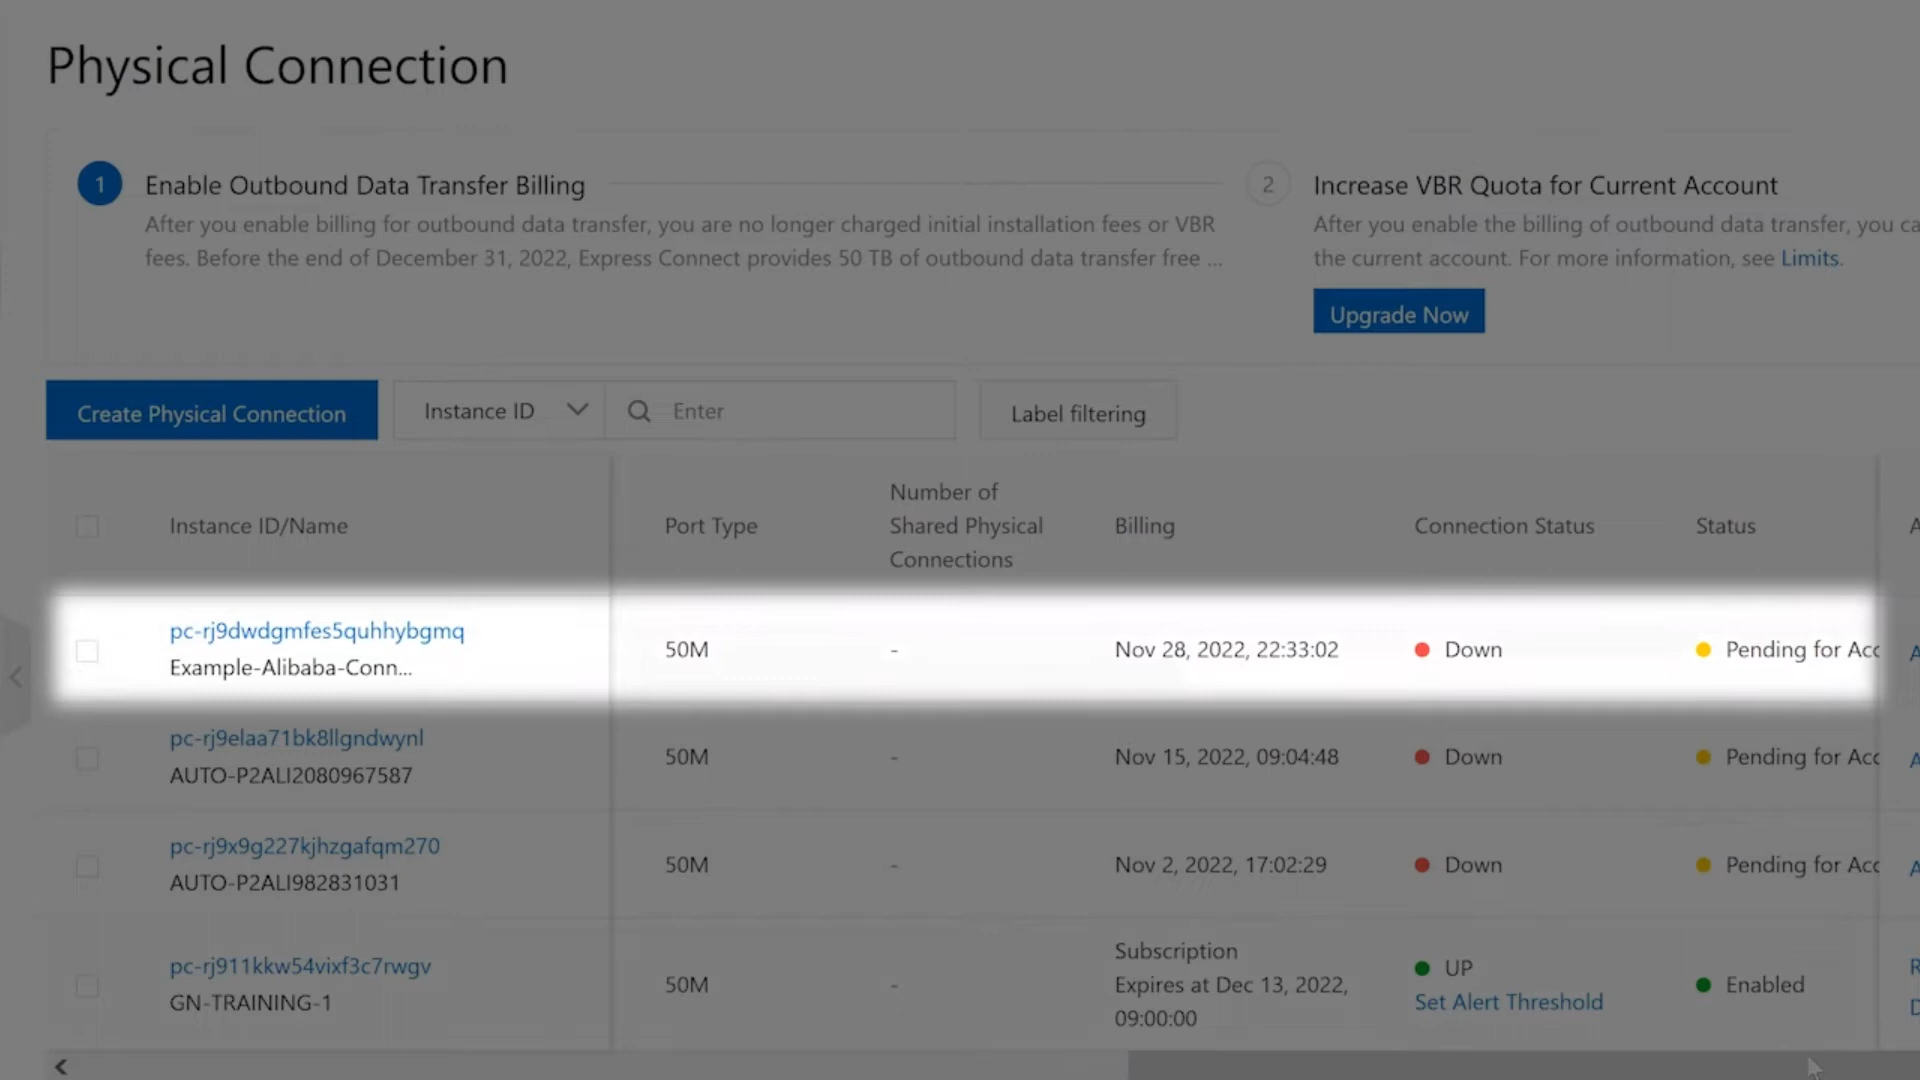 Physical Connection
1 Enable Outbound Data Transfer Billing
After you enable billing for outbound data transfer, you are no longer charged initial installation fees or VBR
fees. Before the end of December 31, 2022, Express Connect provides 50 TB of outbound data transfer free ...
2 Increase VBR Quota for Current Account
After you enable the billing of outbound data transfer, you ca
the current account. For more information, see Limits.
Upgrade Now
Create Physical Connection Instance ID Enter Label filtering
Instance ID/Name Port Type Number of Shared Physical Connections Billing Connection Status Status A
pc-rj9dwdgmfes5quhhybgmq
Example-Alibaba-Conn...
50M - Nov 28, 2022, 22:33:02 Down Pending for Acc A
pc-rj9elaa71bk8llgndwynl
AUTO-P2ALI2080967587
50M - Nov 15, 2022, 09:04:48 Down Pending for Acc A
pc-rj9x9g227kjhzgafqm270
AUTO-P2ALI982831031
50M - Nov 2, 2022, 17:02:29 Down Pending for Acc A
pc-rj911kkw54vixf3c7rwgv
GN-TRAINING-1
50M -
Subscription
Expires at Dec 13, 2022,
09:00:00
UP
Set Alert Threshold
Enabled
R
D